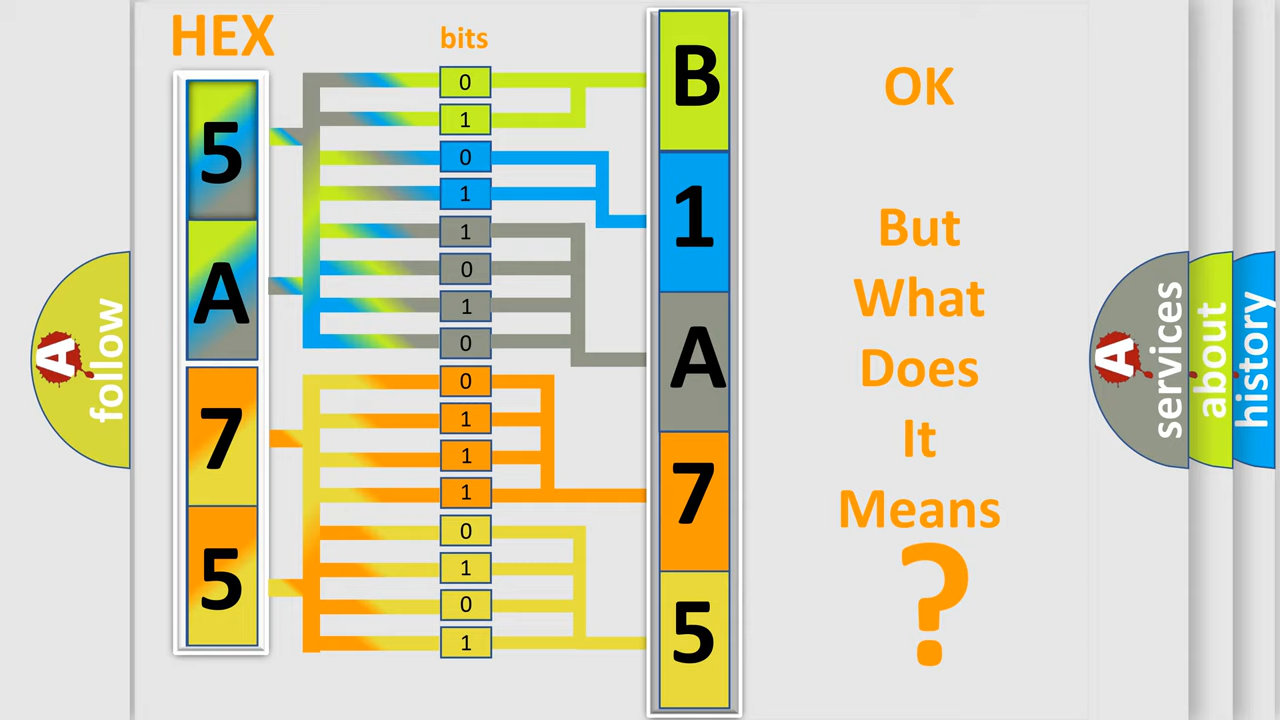 HEX
bits
5
A
7
5
0
1
0
1
1
0
1
0
0
1
1
1
0
1
0
1
B
1
A
7
5
OK
But
What
Does
It
Means
?
A
follow
A
services
about
history